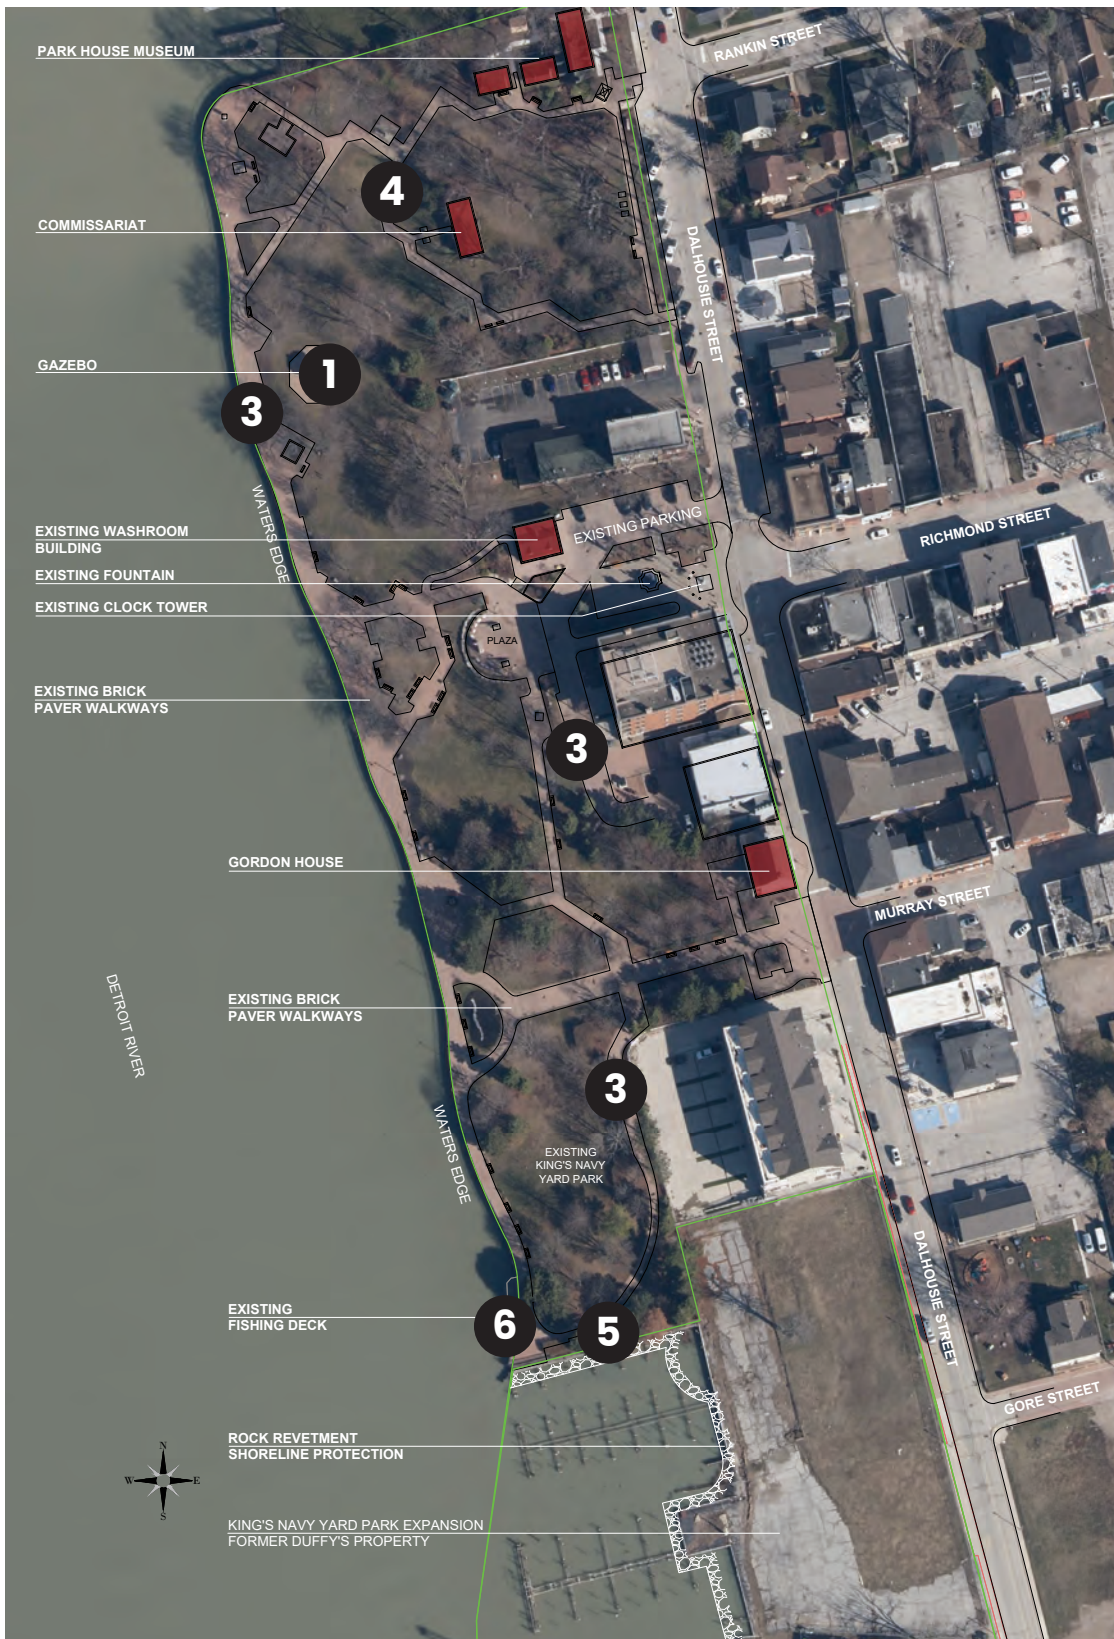 PARK HOUSE MUSEUM
RANKIN STREET
4
COMMISSARIAT
DALHOUSIE STREET
GAZEBO
1
3
WATERS EDGE
EXISTING PARKING
RICHMOND STREET
EXISTING WASHROOM
BUILDING
EXISTING FOUNTAIN
EXISTING CLOCK TOWER
PLAZA
EXISTING BRICK
PAVER WALKWAYS
3
GORDON HOUSE
MURRAY STREET
DETROIT RIVER
EXISTING BRICK
PAVER WALKWAYS
3
WATERS EDGE
EXISTING
KING'S NAVY
YARD PARK
DALHOUSIE STREET
EXISTING
FISHING DECK
6
5
GORE STREET
ROCK REVETMENT
SHORELINE PROTECTION
N
W
E
S
KING'S NAVY YARD PARK EXPANSION
FORMER DUFFY'S PROPERTY